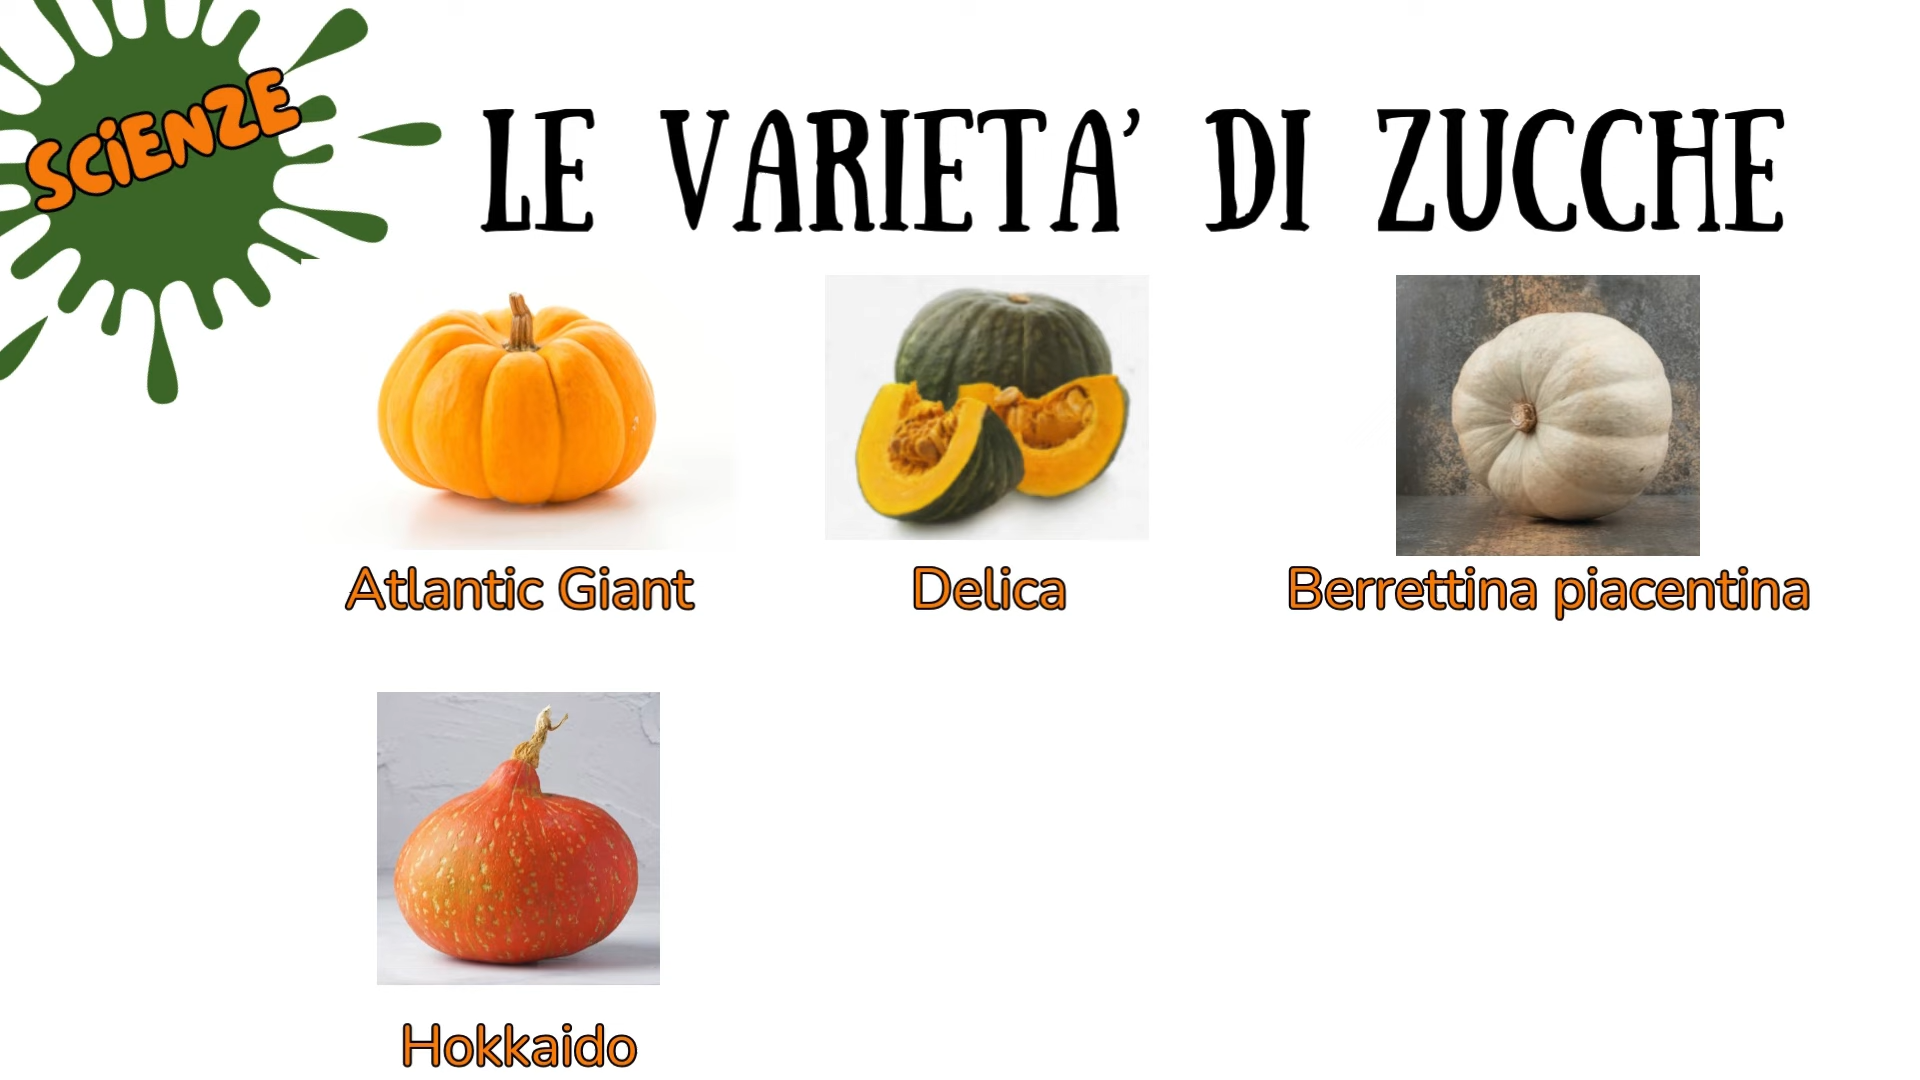 SCiENZE
LE VARIETA' DI ZUCCHE
Atlantic Giant
Delica
Berrettina piacentina
Hokkaido